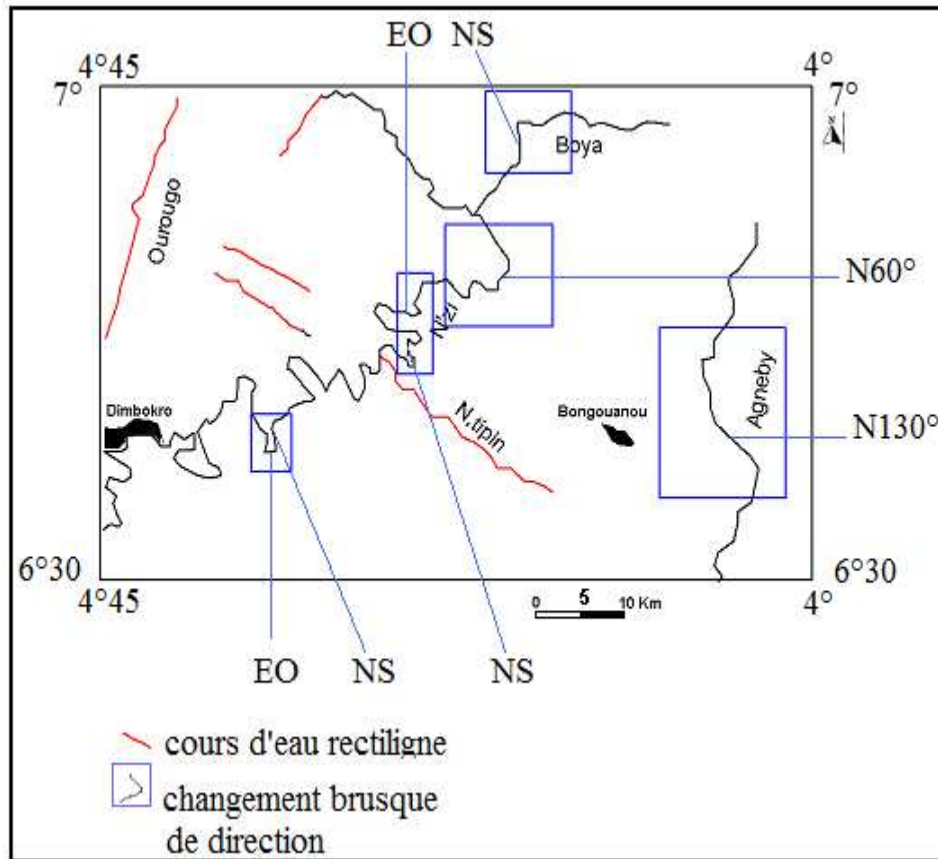 EO NS
4°45
4°
7°
7°
N
Boya
Ourougo
N'zi
N60°
Agneby
Dimbokro
N.tipin
Bongouanou
N130°
6°30
6°30
4°45
4°
0 5 10 Km
EO NS NS
cours d'eau rectiligne
changement brusque
de direction